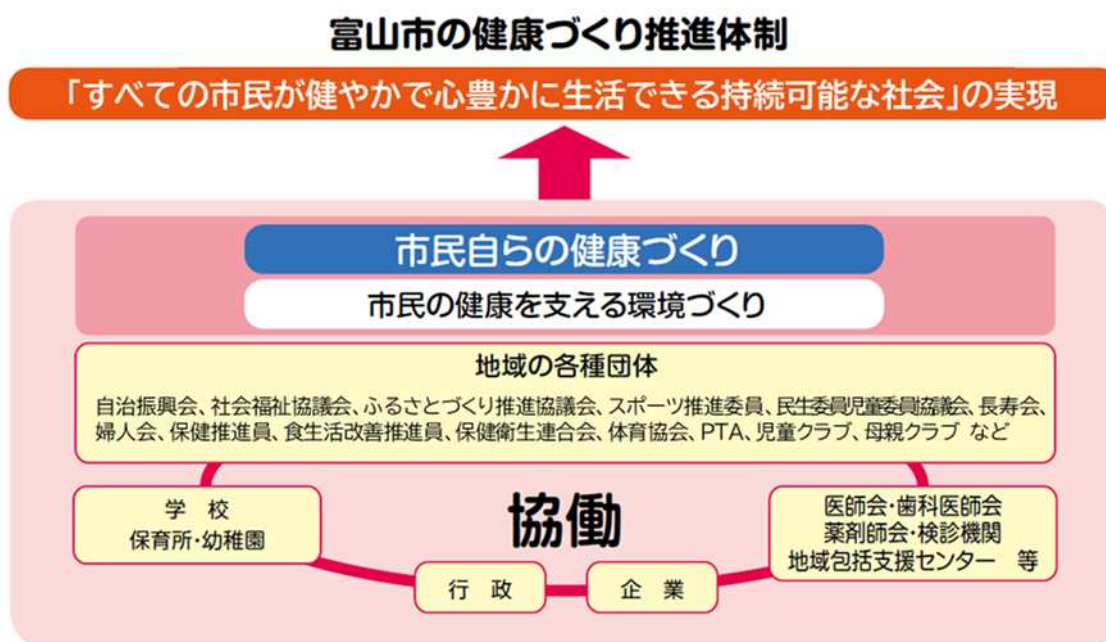 富山市の健康づくり推進体制
「すべての市民が健やかで心豊かに生活できる持続可能な社会」の実現
市民自らの健康づくり
市民の健康を支える環境づくり
地域の各種団体
自治振興会、社会福祉協議会、ふるさとづくり推進協議会、スポーツ推進委員、民生委員児童委員協議会、長寿会、
婦人会、保健推進員、食生活改善推進員、保健衛生連合会、体育協会、PTA、児童クラブ、母親クラブ など
学 校
保育所・幼稚園
協働
医師会・歯科医師会
薬剤師会・検診機関
地域包括支援センター 等
行 政
企 業